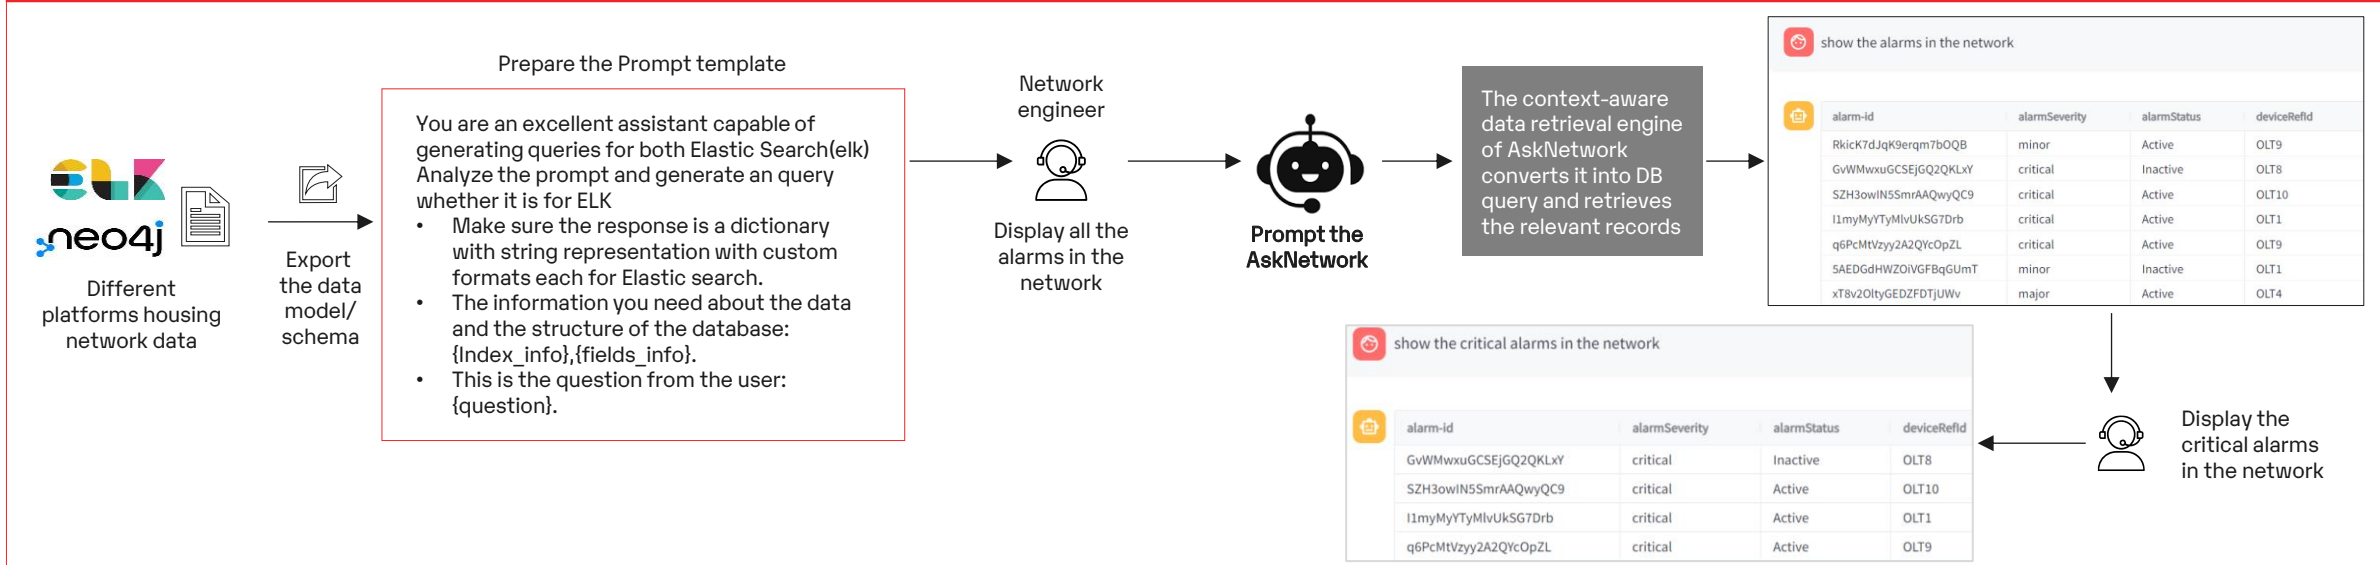 ELK
neo4j
Different
platforms housing
network data
Export
the data
model/
schema
Prepare the Prompt template
You are an excellent assistant capable of
generating queries for both Elastic Search(elk)
Analyze the prompt and generate an query
whether it is for ELK
• Make sure the response is a dictionary
with string representation with custom
formats each for Elastic search.
• The information you need about the data
and the structure of the database:
{Index_info},{fields_info}.
• This is the question from the user:
{question}.
Network
engineer
Display all the
alarms in the
network
Prompt the
AskNetwork
The context-aware
data retrieval engine
of AskNetwork
converts it into DB
query and retrieves
the relevant records
show the alarms in the network
alarm-id alarmSeverity alarmStatus deviceRefId
RkicK7dJqK9erqm7bOQB minor Active OLT9
GvWMwxuGCSEjGQ2QKLxY critical Inactive OLT8
SZH3owIN5SmrAAQwyQC9 critical Active OLT10
I1myMyYTyMlvUkSG7Drb critical Active OLT1
q6PcMtVzyy2A2QYcOpZL critical Active OLT9
5AEDGdHWZOiVGFBqGUmT minor Inactive OLT1
xT8v2OltyGEDZFDTjUWv major Active OLT4
Display the
critical alarms
in the network
show the critical alarms in the network
alarm-id alarmSeverity alarmStatus deviceRefId
GvWMwxuGCSEjGQ2QKLxY critical Inactive OLT8
SZH3owIN5SmrAAQwyQC9 critical Active OLT10
I1myMyYTyMlvUkSG7Drb critical Active OLT1
q6PcMtVzyy2A2QYcOpZL critical Active OLT9